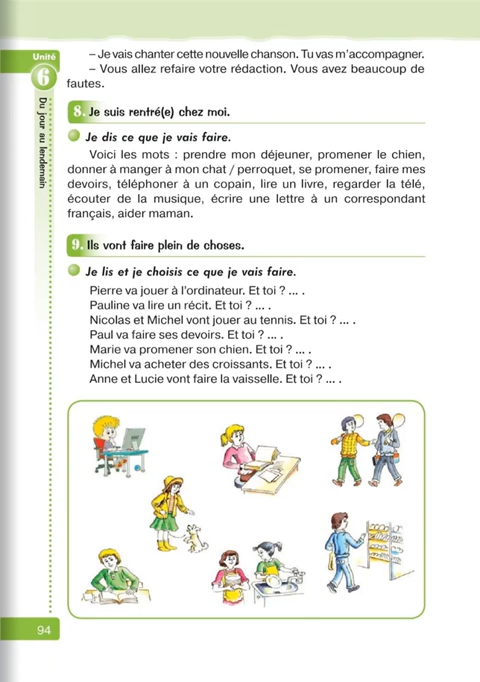 – Je vais chanter cette nouvelle chanson. Tu vas m'accompagner.
– Vous allez refaire votre rédaction. Vous avez beaucoup de
fautes.
Unité
6
Du jour au lendemain
8. Je suis rentré(e) chez moi.
Je dis ce que je vais faire.
Voici les mots : prendre mon déjeuner, promener le chien,
donner à manger à mon chat / perroquet, se promener, faire mes
devoirs, téléphoner à un copain, lire un livre, regarder la télé,
écouter de la musique, écrire une lettre à un correspondant
français, aider maman.
9. Ils vont faire plein de choses.
Je lis et je choisis ce que je vais faire.
Pierre va jouer à l'ordinateur. Et toi ? ... .
Pauline va lire un récit. Et toi ? ... .
Nicolas et Michel vont jouer au tennis. Et toi ? ... .
Paul va faire ses devoirs. Et toi ? ... .
Marie va promener son chien. Et toi ? ... .
Michel va acheter des croissants. Et toi ? ... .
Anne et Lucie vont faire la vaisselle. Et toi ? ... .
94